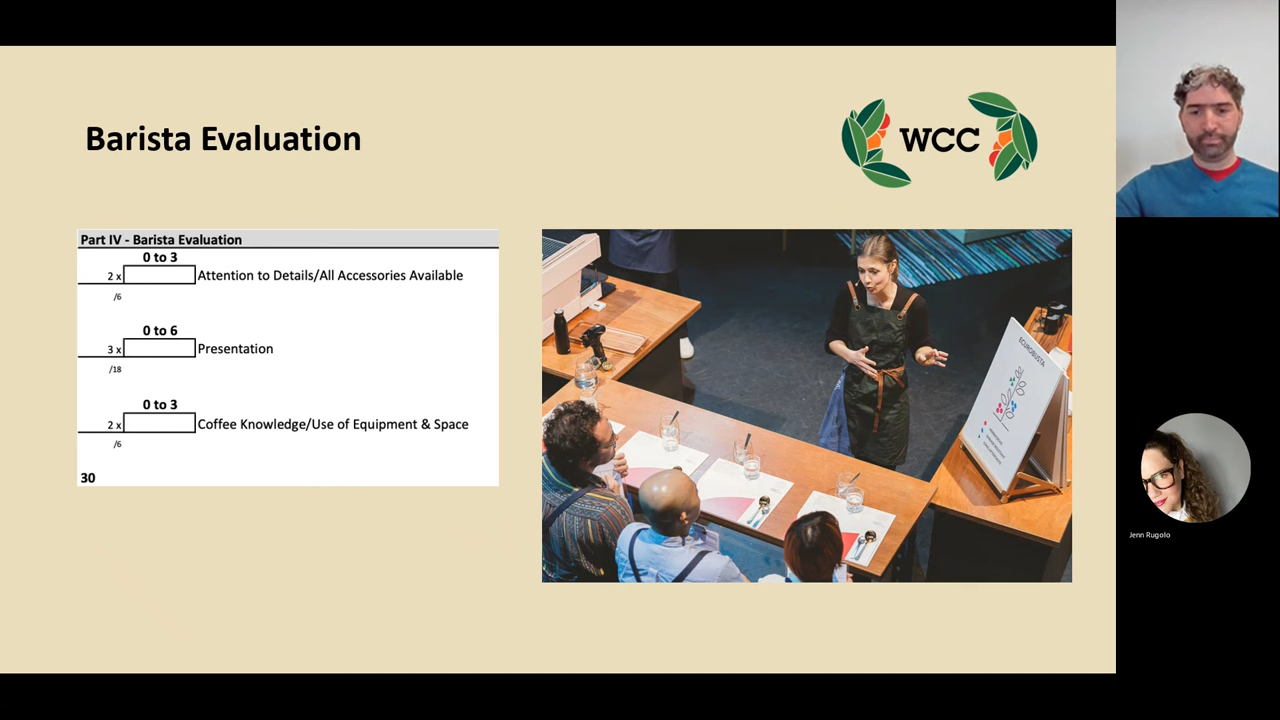 Barista Evaluation
WCC
Part IV - Barista Evaluation
0 to 3
2 x
Attention to Details/All Accessories Available
/6
0 to 6
3 x
Presentation
/18
0 to 3
2 x
Coffee Knowledge/Use of Equipment & Space
/6
30
ECUROBUSTA
Jenn Rugolo